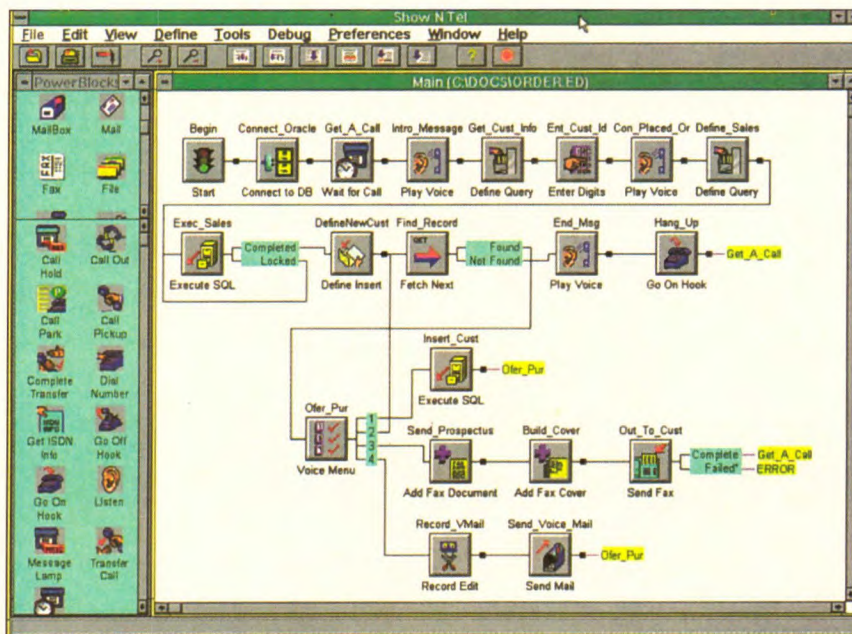 Show N Tel
File Edit View Define Tools Debug Preferences Window Help
PowerBlocks
MailBox Mail
Fax File
Call Hold Call Out
Call Park Call Pickup
Complete Transfer Dial Number
Get ISDN Info Go Off Hook
Go On Hook Listen
Message Lamp Transfer Call
Main (C:\DOCS\ORDER.ED)
Begin Connect_Oracle Get_A_Call Intro_Message Get_Cust_Info Ent_Cust_Id Con_Placed_Or Define_Sales
Start Connect to DB Wait for Call Play Voice Define Query Enter Digits Play Voice Define Query
Exec_Sales DefineNewCust Find_Record End_Msg Hang_Up
Completed
Locked
GET
Found
Not Found
Get_A_Call
Execute SQL Define Insert Fetch Next Play Voice Go On Hook
Insert_Cust
Ofer_Pur
Execute SQL
Ofer_Pur
1
2
3
4
Voice Menu
Send_Prospectus Build_Cover Out_To_Cust
Complete
Failed*
Get_A_Call
ERROR
Add Fax Document Add Fax Cover Send Fax
Record_VMail Send_Voice_Mail
Ofer_Pur
Record Edit Send Mail